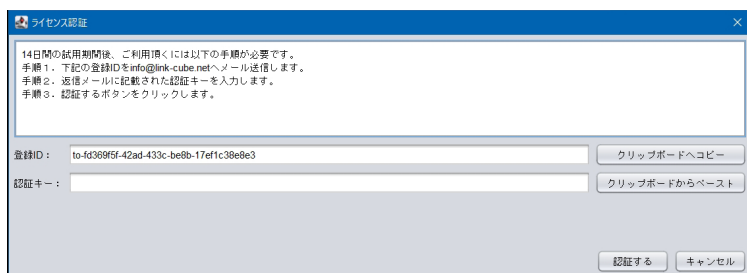 ライセンス認証
14日間の試用期間後、ご利用頂くには以下の手順が必要です。
手順1．下記の登録IDをinfo@link-cube.netへメール送信します。
手順2．返信メールに記載された認証キーを入力します。
手順3．認証するボタンをクリックします。
登録ID： to-fd369f5f-42ad-433c-be8b-17ef1c38e8e3 クリップボードへコピー
認証キー： クリップボードからペースト
認証する キャンセル